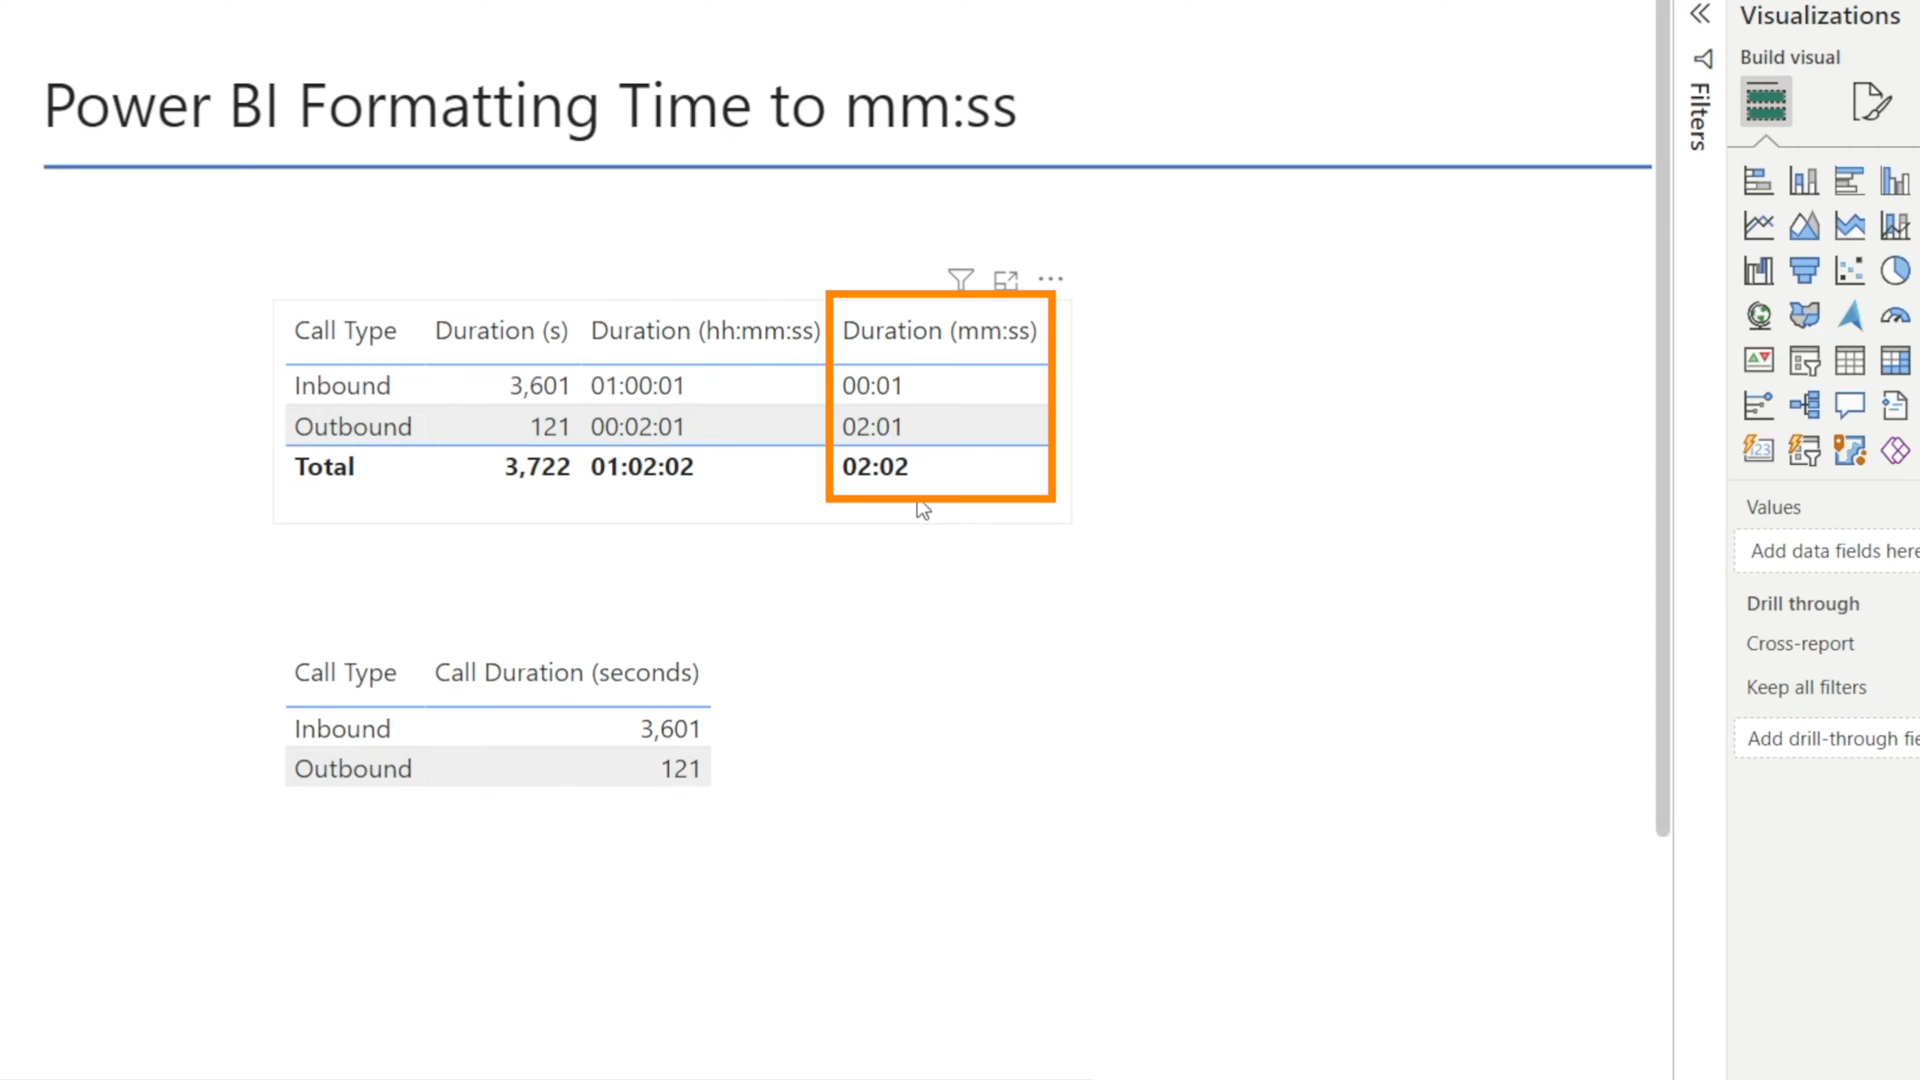 Power BI Formatting Time to mm:ss
Call Type Duration (s) Duration (hh:mm:ss) Duration (mm:ss)
Inbound 3,601 01:00:01 00:01
Outbound 121 00:02:01 02:01
Total 3,722 01:02:02 02:02
Call Type Call Duration (seconds)
Inbound 3,601
Outbound 121
Filters
Visualizations
Build visual
123
Values
Add data fields here
Drill through
Cross-report
Keep all filters
Add drill-through fie